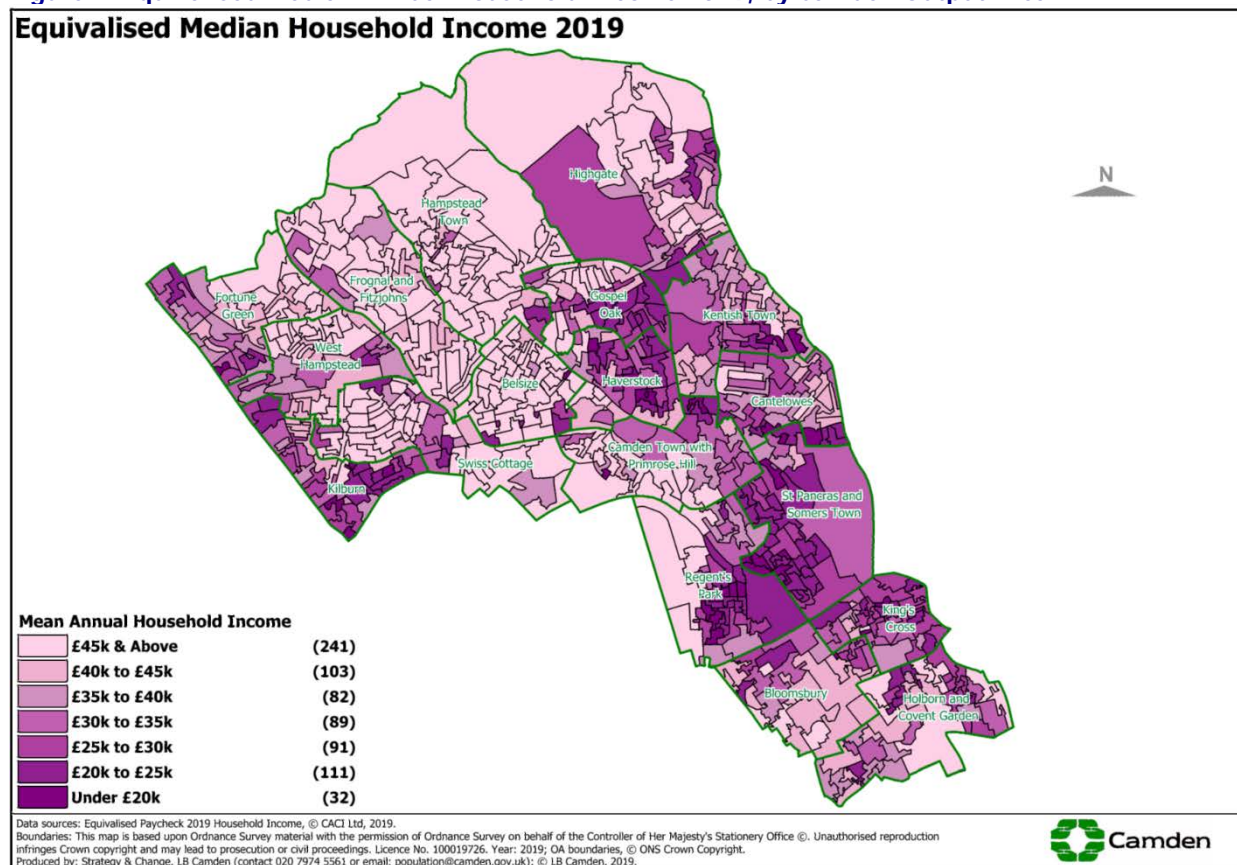 Equivalised Median Household Income 2019
Highgate
N
Hampstead
Town
Fortune
Green
Frognal and
Fitzjohns
Gospel
Oak
Kentish Town
West
Hampstead
Belsize
Haverstock
Cantelowes
Camden Town with
Primrose Hill
Swiss Cottage
Kilburn
St Pancras and
Somers Town
Regent's
Park
King's
Cross
Bloomsbury
Holborn and
Covent Garden
Mean Annual Household Income
£45k & Above (241)
£40k to £45k (103)
£35k to £40k (82)
£30k to £35k (89)
£25k to £30k (91)
£20k to £25k (111)
Under £20k (32)
Data sources: Equivalised Paycheck 2019 Household Income, © CACI Ltd, 2019.
Boundaries: This map is based upon Ordnance Survey material with the permission of Ordnance Survey on behalf of the Controller of Her Majesty's Stationery Office ©. Unauthorised reproduction
infringes Crown copyright and may lead to prosecution or civil proceedings. Licence No. 100019726. Year: 2019; OA boundaries, © ONS Crown Copyright.
Produced by: Strategy & Change, LB Camden (contact 020 7974 5561 or email: population@camden.gov.uk); © LB Camden, 2019.
Camden